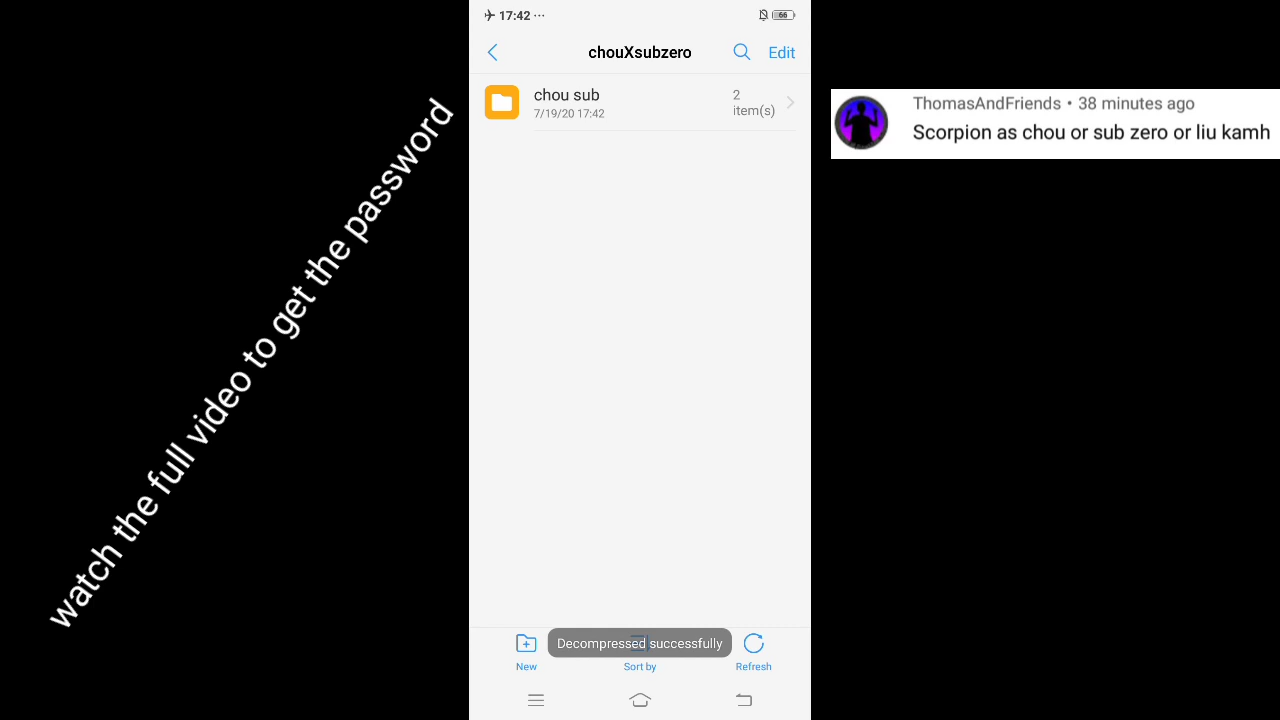 watch the full video to get the password
17:42 ...
66
chouXsubzero
Edit
chou sub
7/19/20 17:42
2
item(s)
Decompressed successfully
New
Sort by
Refresh
ThomasAndFriends • 38 minutes ago
Scorpion as chou or sub zero or liu kamh